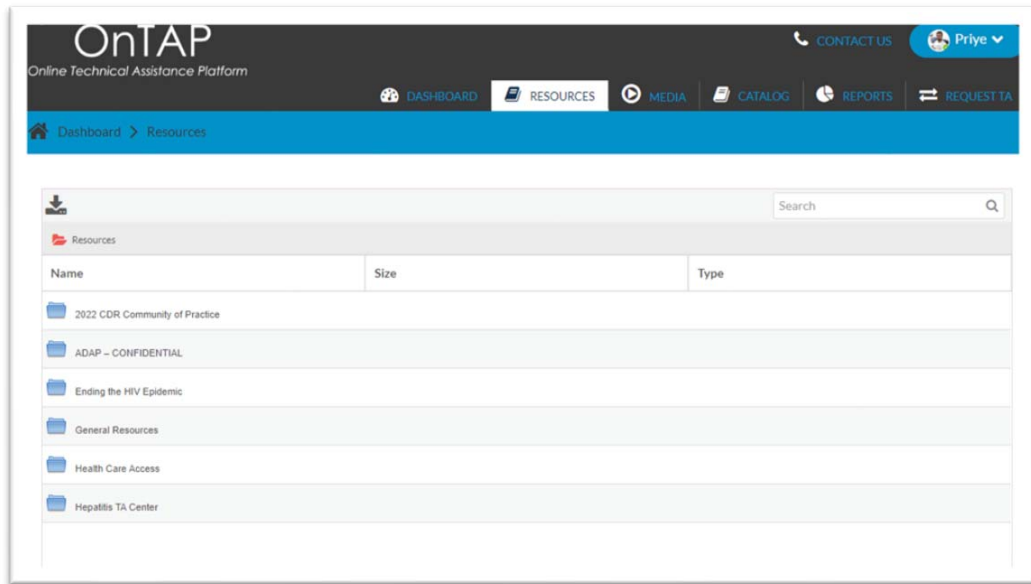 OnTAP
Online Technical Assistance Platform
CONTACT US
Priye
DASHBOARD RESOURCES MEDIA CATALOG REPORTS REQUEST TA
Dashboard > Resources
Search
Resources
Name Size Type
2022 CDR Community of Practice
ADAP – CONFIDENTIAL
Ending the HIV Epidemic
General Resources
Health Care Access
Hepatitis TA Center